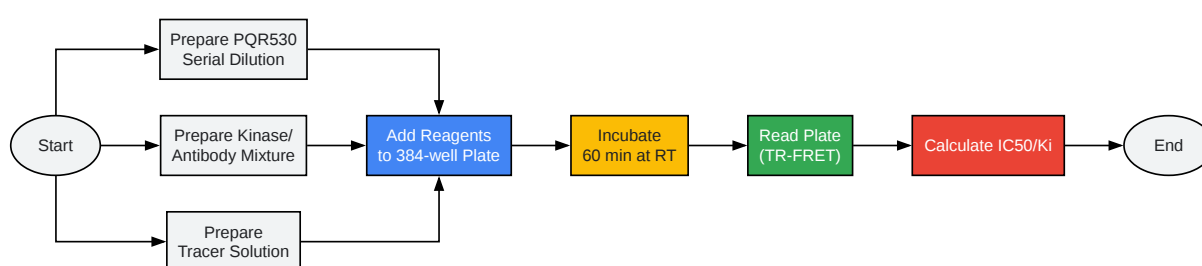 Start
Prepare PQR530
Serial Dilution
Prepare Kinase/
Antibody Mixture
Prepare
Tracer Solution
Add Reagents
to 384-well Plate
Incubate
60 min at RT
Read Plate
(TR-FRET)
Calculate IC50/Ki
End